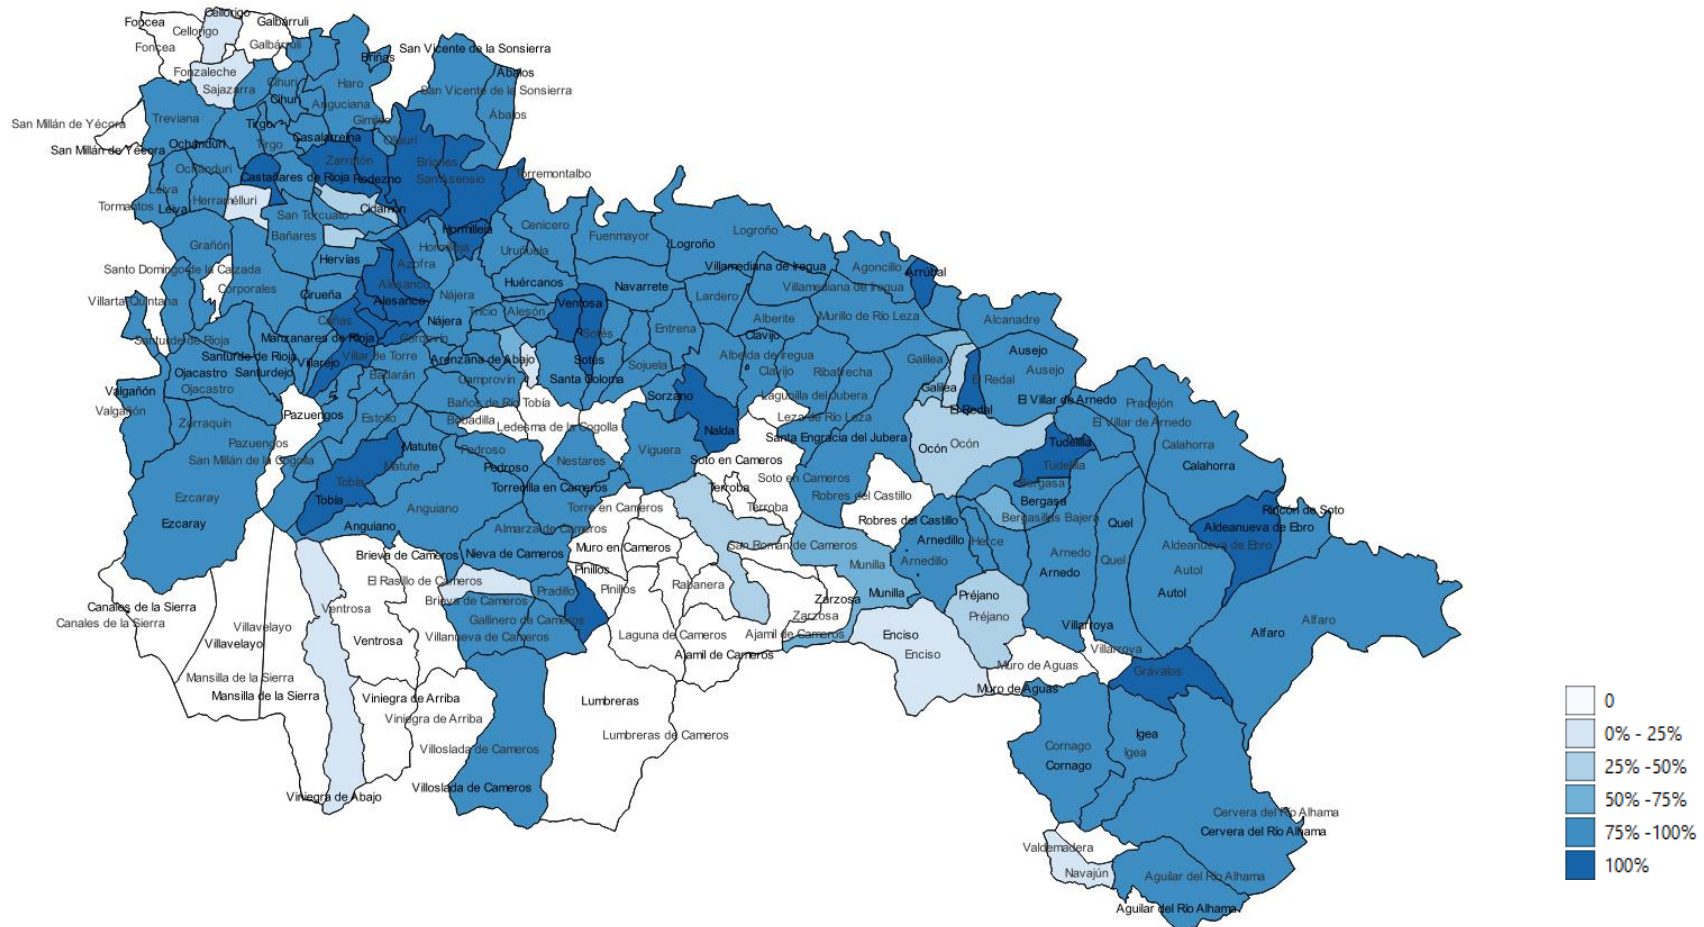 Cellorigo
Foncea
Galbárruli
Cellorigo
Foncea
Galbárruli
San Vicente de la Sonsierra
Briñas
Fonzaleche
Ábalos
Sajazarra
Cihuri
Haro
San Vicente de la Sonsierra
Cihuri
Anguciana
Ábalos
San Millán de Yécora
Treviana
Tirgo
Gimileo
Casalarreina
Ollauri
San Millán de Yécora
Ochánduri
Tirgo
Zarratón
Briones
Ochánduri
Castañares de Rioja
Rodezno
San Asensio
Torremontalbo
Leiva
Herramélluri
Tormantos
Leiva
San Torcuato
Cidamón
Hormilleja
Cenicero
Logroño
Bañares
Fuenmayor
Grañón
Hormilleja
Uruñuela
Logroño
Hervías
Azofra
Santo Domingo de la Calzada
Villamediana de Iregua
Agoncillo
Arrúbal
Corporales
Alesanco
Huércanos
Navarrete
Villamediana de Iregua
Villarta-Quintana
Cirueña
Alesanco
Nájera
Ventosa
Lardero
Tricio
Alesón
Cañas
Nájera
Alberite
Murillo de Río Leza
Alcanadre
Santurde de Rioja
Manzanares de Rioja
Cordovín
Sotés
Entrena
Clavijo
Santurde de Rioja
Villarejo
Villar de Torre
Arenzana de Abajo
Sotés
Albelda de Iregua
Galilea
Ausejo
Ojacastro
Santurdejo
Badarán
Camprovín
Santa Coloma
Sojuela
Clavijo
Ribafrecha
El Redal
Ausejo
Valgañón
Ojacastro
Galilea
Sorzano
Lagunilla del Jubera
El Villar de Arnedo
Pradejón
Valgañón
Pazuengos
Estollo
Baños de Río Tobía
El Redal
Zorraquín
Bobadilla
Ledesma de la Cogolla
Nalda
Leza de Río Leza
El Villar de Arnedo
Pazuengos
Matute
Pedroso
Viguera
Santa Engracia del Jubera
Ocón
Ocón
Tudelilla
Calahorra
San Millán de la Cogolla
Matute
Pedroso
Nestares
Soto en Cameros
Tudelilla
Calahorra
Tobía
Torrecilla en Cameros
Terroba
Soto en Cameros
Bergasa
Ezcaray
Tobía
Anguiano
Torre en Cameros
Terroba
Robres del Castillo
Bergasa
Rincón de Soto
Ezcaray
Anguiano
Almarza de Cameros
Robres del Castillo
Bergasillas Bajera
Quel
Aldeanueva de Ebro
Brieva de Cameros
Nieva de Cameros
Muro en Cameros
San Román de Cameros
Arnedillo
Herce
Aldeanueva de Ebro
Pinillos
Munilla
Arnedillo
Arnedo
Quel
Autol
El Rasillo de Cameros
Pradillo
Pinillos
Rabanera
Munilla
Préjano
Arnedo
Autol
Canales de la Sierra
Ventrosa
Brieva de Cameros
Zarzosa
Préjano
Canales de la Sierra
Villavelayo
Gallinero de Cameros
Zarzosa
Villarroya
Alfaro
Villavelayo
Ventrosa
Villanueva de Cameros
Laguna de Cameros
Ajamil de Cameros
Enciso
Alfaro
Enciso
Ajamil de Cameros
Villarroya
Mansilla de la Sierra
Muro de Aguas
Grávalos
Mansilla de la Sierra
Viniegra de Arriba
Lumbreras
Muro de Aguas
Viniegra de Arriba
Lumbreras de Cameros
Igea
Villoslada de Cameros
Cornago
Igea
Cornago
Villoslada de Cameros
Viniegra de Abajo
Cervera del Río Alhama
Cervera del Río Alhama
Valdemadera
Navajún
Aguilar del Río Alhama
Aguilar del Río Alhama
0
0% - 25%
25% -50%
50% -75%
75% -100%
100%